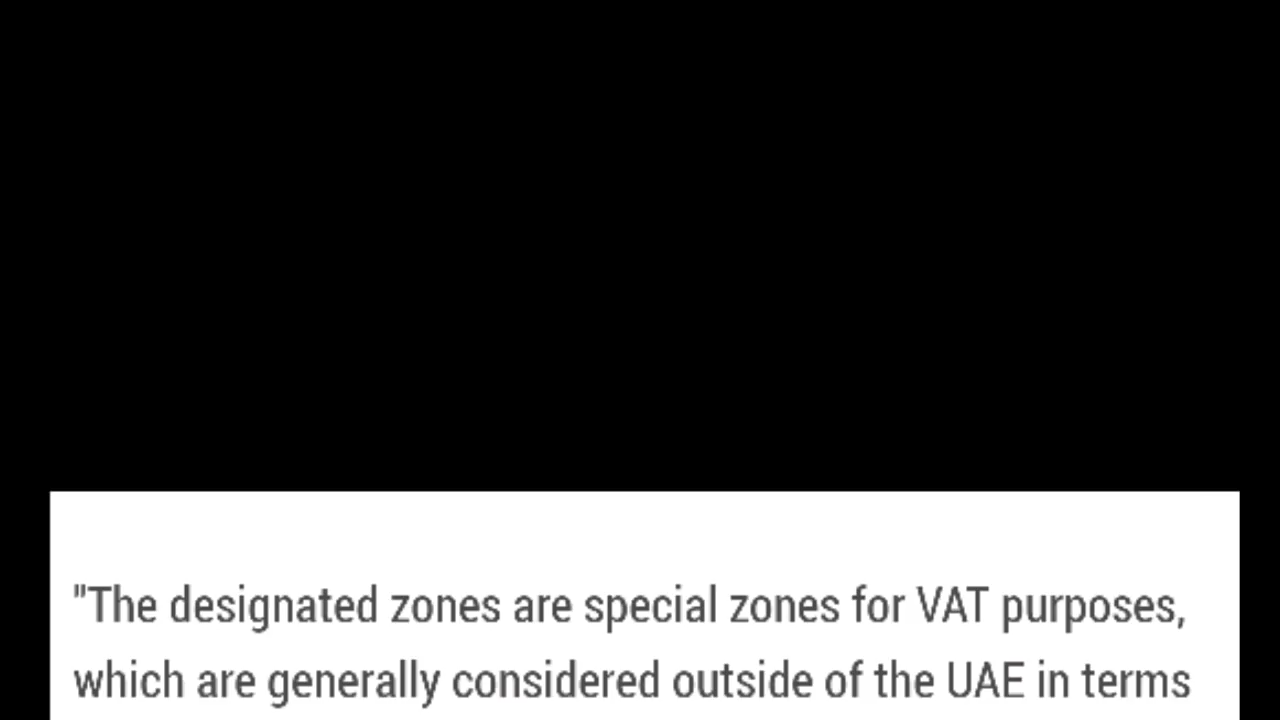 "The designated zones are special zones for VAT purposes,
which are generally considered outside of the UAE in terms